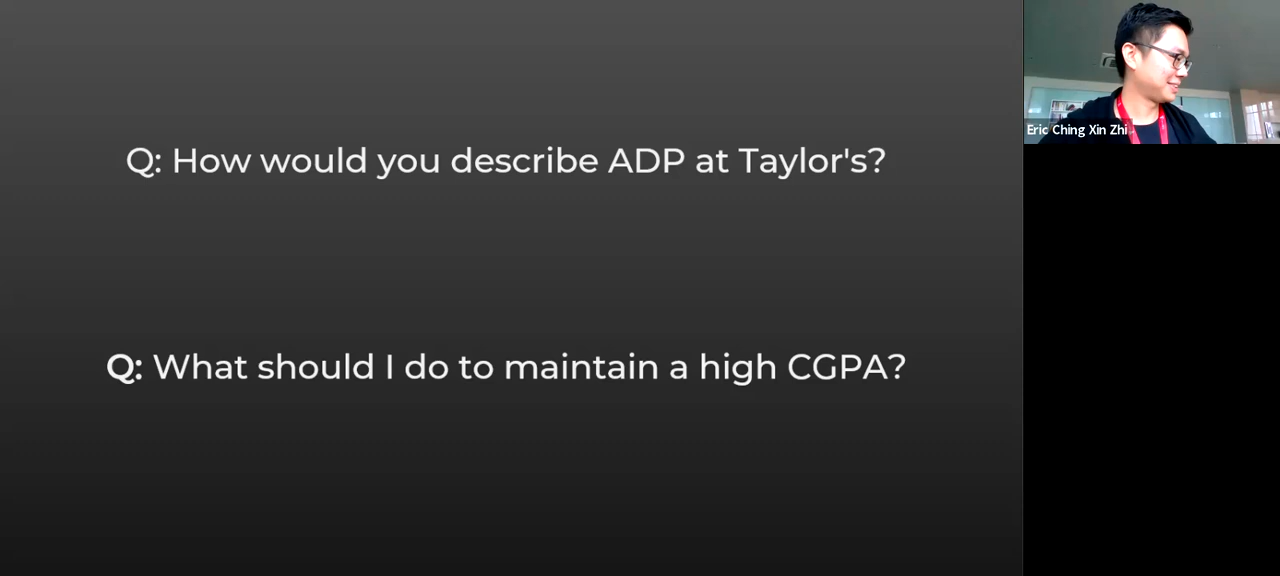 Q: How would you describe ADP at Taylor's?
Q: What should I do to maintain a high CGPA?
Eric Ching Xin Zhi